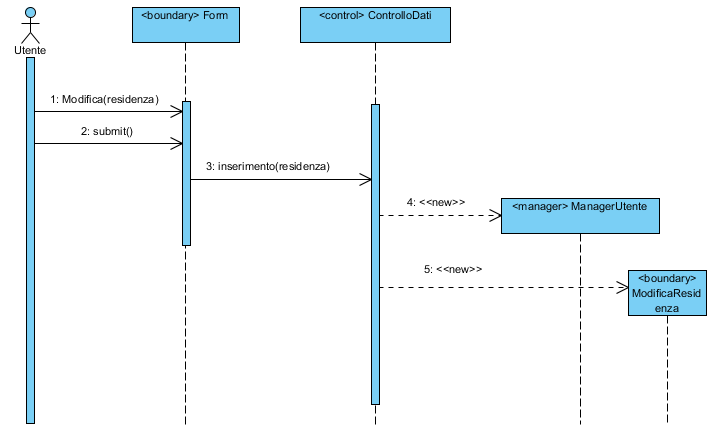 <boundary> Form
<control> ControlloDati
Utente
1: Modifica(residenza)
2: submit()
3: inserimento(residenza)
4: <<new>>
<manager> ManagerUtente
5: <<new>>
<boundary>
ModificaResid
enza